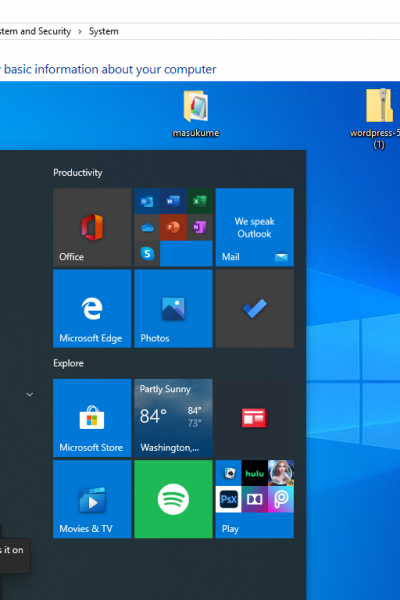 stem and Security > System
basic information about your computer
masukume
wordpress-5
(1)
Productivity
Office
We speak
Outlook
Mail
Microsoft Edge
Photos
Explore
Microsoft Store
Partly Sunny
84°
84°
73°
Washington,...
Movies & TV
hulu
Psx
Play
s it on